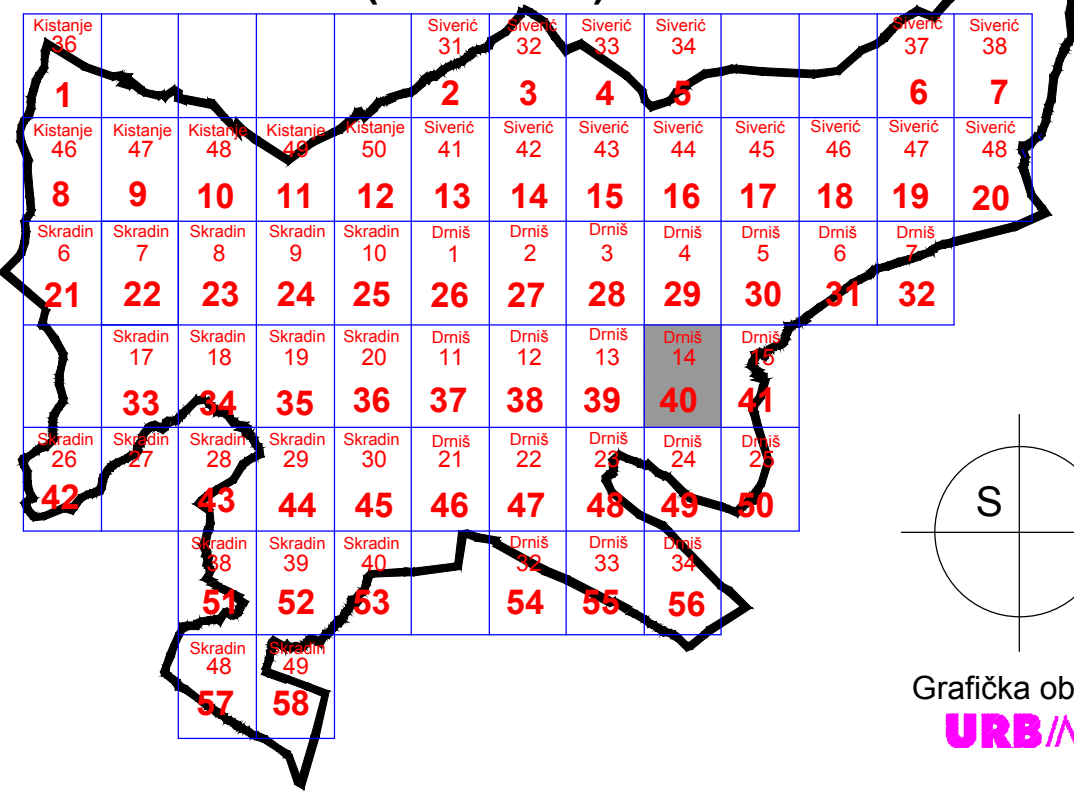 Kistanje Siverić Siverić Siverić Siverić Siverić Siverić
36 31 32 33 34 37 38
1 2 3 4 5 6 7
Kistanje Kistanje Kistanje Kistanje Kistanje Siverić Siverić Siverić Siverić Siverić Siverić Siverić Siverić
46 47 48 49 50 41 42 43 44 45 46 47 48
8 9 10 11 12 13 14 15 16 17 18 19 20
Skradin Skradin Skradin Skradin Skradin Drniš Drniš Drniš Drniš Drniš Drniš Drniš
6 7 8 9 10 1 2 3 4 5 6 7
21 22 23 24 25 26 27 28 29 30 31 32
Skradin Skradin Skradin Skradin Drniš Drniš Drniš Drniš Drniš
17 18 19 20 11 12 13 14 15
33 34 35 36 37 38 39 40 41
Skradin Skradin Skradin Skradin Skradin Drniš Drniš Drniš Drniš Drniš
26 27 28 29 30 21 22 23 24 25
42 43 44 45 46 47 48 49 50
Skradin Skradin Skradin Drniš Drniš Drniš
38 39 40 32 33 34
51 52 53 54 55 56
Skradin Skradin
48 49
57 58
S
Grafička ob
URB